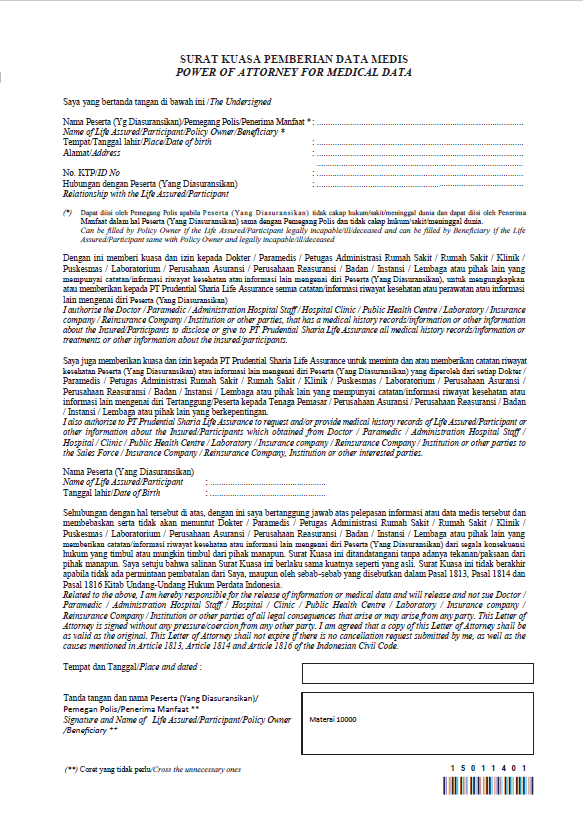 SURAT KUASA PEMBERIAN DATA MEDIS
POWER OF ATTORNEY FOR MEDICAL DATA
Saya yang bertanda tangan di bawah ini /The Undersigned
Nama Peserta (Yg Diasuransikan)/Pemegang Polis/Penerima Manfaat * :
Name of Life Assured/Participant/Policy Owner/Beneficiary *
Tempat/Tanggal lahir/Place/Date of birth :
Alamat/Address :
No. KTP/ID No :
Hubungan dengan Peserta (Yang Diasuransikan) :
Relationship with the Life Assured/Participant
(*) Dapat diisi oleh Pemegang Polis apabila Peserta (Yang Diasuransikan) tidak cakap hukum/sakit/meninggal dunia dan dapat diisi oleh Penerima
Manfaat dalam hal Peserta (Yang Diasuransikan) sama dengan Pemegang Polis dan tidak cakap hukum/sakit/meninggal dunia.
Can be filled by Policy Owner if the Life Assured/Participant legally incapable/ill/deceased and can be filled by Beneficiary if the Life
Assured/Participant same with Policy Owner and legally incapable/ill/deceased
Dengan ini memberi kuasa dan izin kepada Dokter / Paramedis / Petugas Administrasi Rumah Sakit / Rumah Sakit / Klinik /
Puskesmas / Laboratorium / Perusahaan Asuransi / Perusahaan Reasuransi / Badan / Instansi / Lembaga atau pihak lain yang
mempunyai catatan/informasi riwayat kesehatan atau informasi lain mengenai diri Peserta (Yang Diasuransikan), untuk mengungkapkan
atau memberikan kepada PT Prudential Sharia Life Assurance semua catatan/informasi riwayat kesehatan atau perawatan atau informasi
lain mengenai diri Peserta (Yang Diasuransikan)
I authorise the Doctor / Paramedic / Administration Hospital Staff / Hospital Clinic / Public Health Centre / Laboratory / Insurance
company / Reinsurance Company / Institution or other parties, that has a medical history records/information or other information
about the Insured/Participants to disclose or give to PT Prudential Sharia Life Assurance all medical history records/information or
treatments or other information about the insured/participants.
Saya juga memberikan kuasa dan izin kepada PT Prudential Sharia Life Assurance untuk meminta dan atau memberikan catatan riwayat
kesehatan Peserta (Yang Diasuransikan) atau informasi lain mengenai diri Peserta (Yang Diasuransikan) yang diperoleh dari setiap Dokter /
Paramedis / Petugas Administrasi Rumah Sakit / Rumah Sakit / Klinik / Puskesmas / Laboratorium / Perusahaan Asuransi /
Perusahaan Reasuransi / Badan / Instansi / Lembaga atau pihak lain yang mempunyai catatan/informasi riwayat kesehatan atau
informasi lain mengenai diri Tertanggung/Peserta kepada Tenaga Pemasar / Perusahaan Asuransi / Perusahaan Reasuransi / Badan
/ Instansi / Lembaga atau pihak lain yang berkepentingan.
I also authorise to PT Prudential Sharia Life Assurance to request and/or provide medical history records of Life Assured/Participant or
other information about the Insured/Participants which obtained from Doctor / Paramedic / Administration Hospital Staff /
Hospital / Clinic / Public Health Centre / Laboratory / Insurance company / Reinsurance Company / Institution or other parties to
the Sales Force / Insurance Company / Reinsurance Company, Institution or other interested parties.
Nama Peserta (Yang Diasuransikan)
Name of Life Assured/Participant :
Tanggal lahir/Date of Birth :
Sehubungan dengan hal tersebut di atas, dengan ini saya bertanggung jawab atas pelepasan informasi atau data medis tersebut dan
membebaskan serta tidak akan menuntut Dokter / Paramedis / Petugas Administrasi Rumah Sakit / Rumah Sakit / Klinik /
Puskesmas / Laboratorium / Perusahaan Asuransi / Perusahaan Reasuransi / Badan / Instansi / Lembaga atau pihak lain yang
memberikan catatan/informasi riwayat kesehatan atau informasi lain mengenai diri Peserta (Yang Diasuransikan) dari segala konsekuensi
hukum yang timbul atau mungkin timbul dari pihak manapun. Surat Kuasa ini ditandatangani tanpa adanya tekanan/paksaan dari
pihak manapun. Saya setuju bahwa salinan Surat Kuasa ini berlaku sama kuatnya seperti yang asli. Surat Kuasa ini tidak berakhir
apabila tidak ada permintaan pembatalan dari Saya, maupun oleh sebab-sebab yang disebutkan dalam Pasal 1813, Pasal 1814 dan
Pasal 1816 Kitab Undang-Undang Hukum Perdata Indonesia.
Related to the above, I am hereby responsible for the release of information or medical data and will release and not sue Doctor /
Paramedic / Administration Hospital Staff / Hospital / Clinic / Public Health Centre / Laboratory / Insurance company /
Reinsurance Company / Institution or other parties of all legal consequences that arise or may arise from any party. This Letter of
Attorney is signed without any pressure/coercion from any other party. I am agreed that a copy of this Letter of Attorney shall be
as valid as the original. This Letter of Attorney shall not expire if there is no cancellation request submitted by me, as well as the
causes mentioned in Article 1813, Article 1814 and Article 1816 of the Indonesian Civil Code.
Tempat dan Tanggal/Place and dated :
Tanda tangan dan nama Peserta (Yang Diasuransikan)/
Pemegan Polis/Penerima Manfaat **
Signature and Name of Life Assured/Participant/Policy Owner
/Beneficiary **
Materai 10000
(**) Coret yang tidak perlu/Cross the unnecessary ones
15011401